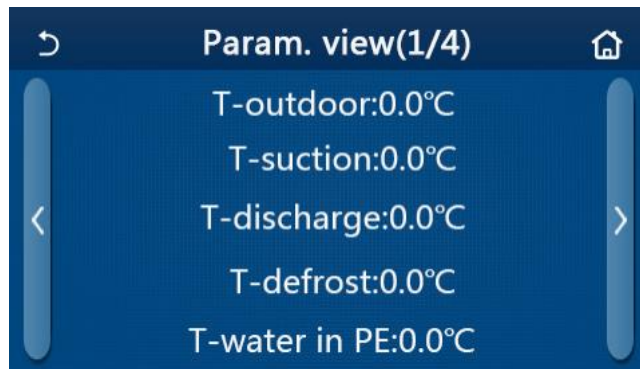 Param. view(1/4)
T-outdoor:0.0℃
T-suction:0.0℃
T-discharge:0.0℃
T-defrost:0.0℃
T-water in PE:0.0℃